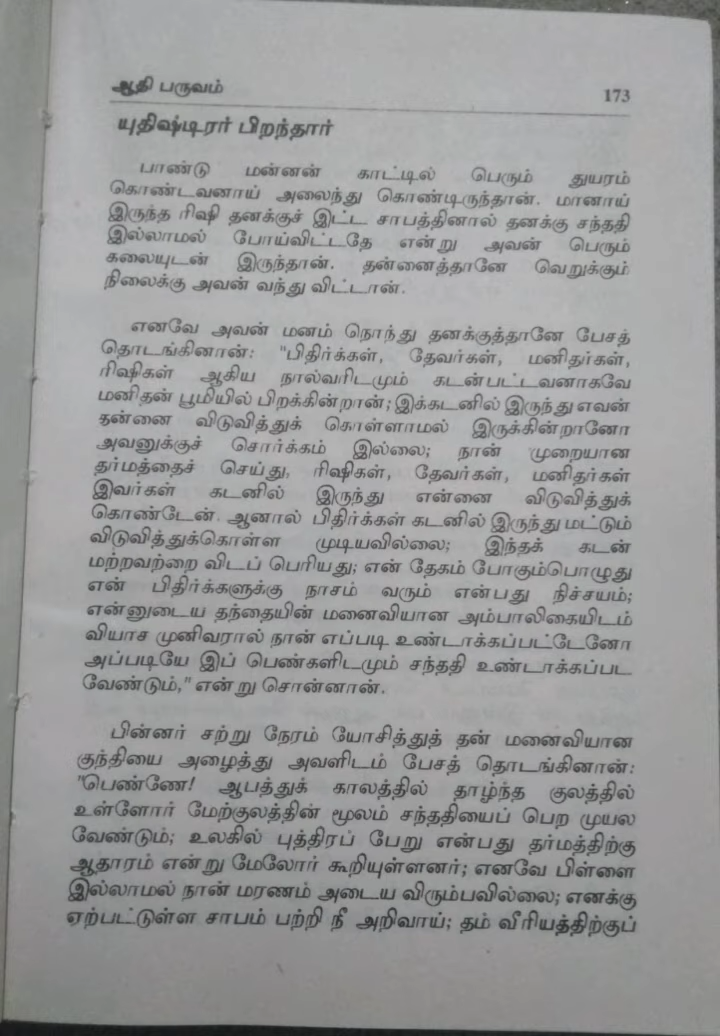 ஆதி பருவம்
173
யுதிஷ்டிரர் பிறந்தார்
பாண்டு மன்னன் காட்டில் பெரும் துயரம்
கொண்டவனாய் அலைந்து கொண்டிருந்தான். மானாய்
இருந்த ரிஷி தனக்குச் இட்ட சாபத்தினால் தனக்கு சந்ததி
இல்லாமல் போய்விட்டதே என்று அவன் பெரும்
கலையுடன் இருந்தான். தன்னைத்தானே வெறுக்கும்
நிலைக்கு அவன் வந்து விட்டான்.
எனவே அவன் மனம் நொந்து தனக்குத்தானே பேசத்
தொடங்கினான்: "பிதிர்க்கள், தேவர்கள், மனிதர்கள்,
ரிஷிகள் ஆகிய நால்வரிடமும் கடன்பட்டவனாகவே
மனிதன் பூமியில் பிறக்கின்றான்; இக்கடனில் இருந்து எவன்
தன்னை விடுவித்துக் கொள்ளாமல் இருக்கின்றானோ
அவனுக்குச் சொர்க்கம் இல்லை; நான் முறையான
தர்மத்தைச் செய்து, ரிஷிகள், தேவர்கள், மனிதர்கள்
இவர்கள் கடனில் இருந்து என்னை விடுவித்துக்
கொண்டேன். ஆனால் பிதிர்க்கள் கடனில் இருந்து மட்டும்
விடுவித்துக்கொள்ள முடியவில்லை; இந்தக் கடன்
மற்றவற்றை விடப் பெரியது; என் தேகம் போகும்பொழுது
என் பிதிர்க்களுக்கு நாசம் வரும் என்பது நிச்சயம்;
என்னுடைய தந்தையின் மனைவியான அம்பாலிகையிடம்
வியாச முனிவரால் நான் எப்படி உண்டாக்கப்பட்டேனோ
அப்படியே இப் பெண்களிடமும் சந்ததி உண்டாக்கப்பட
வேண்டும்," என்று சொன்னான்.
பின்னர் சற்று நேரம் யோசித்துத் தன் மனைவியான
குந்தியை அழைத்து அவளிடம் பேசத் தொடங்கினான்:
"பெண்ணே! ஆபத்துக் காலத்தில் தாழ்ந்த குலத்தில்
உள்ளோர் மேற்குலத்தின் மூலம் சந்ததியைப் பெற முயல
வேண்டும்; உலகில் புத்திரப் பேறு என்பது தர்மத்திற்கு
ஆதாரம் என்று மேலோர் கூறியுள்ளனர்; எனவே பிள்ளை
இல்லாமல் நான் மரணம் அடைய விரும்பவில்லை; எனக்கு
ஏற்பட்டுள்ள சாபம் பற்றி நீ அறிவாய்; தம் வீரியத்திற்குப்